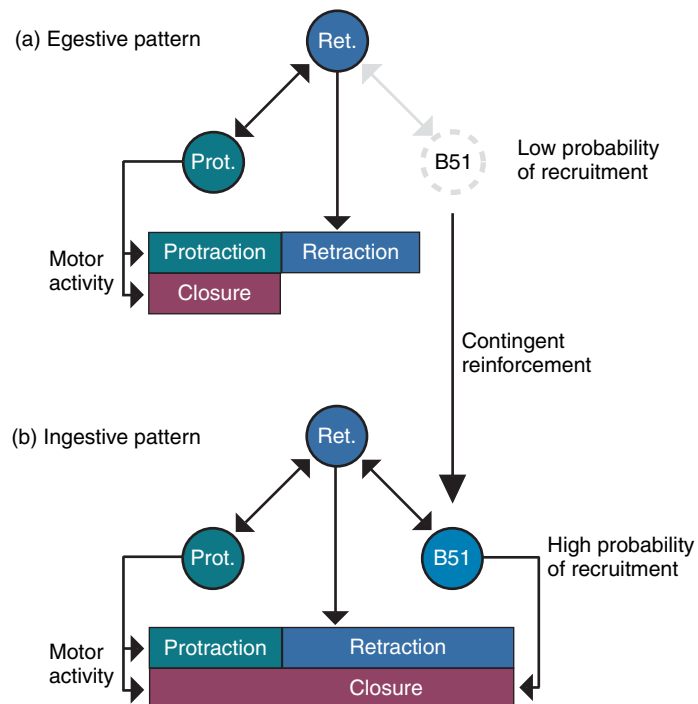 (a) Egestive pattern
Ret.
Prot.
B51
Low probability
of recruitment
Motor
activity
Protraction
Retraction
Closure
Contingent
reinforcement
(b) Ingestive pattern
Ret.
Prot.
B51
High probability
of recruitment
Motor
activity
Protraction
Retraction
Closure